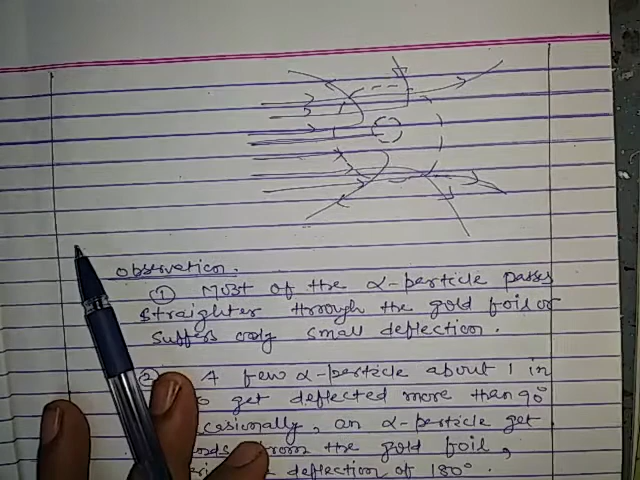 observation.
① Most of the α-particle passes
straighter through the gold foil or
suffers only small deflection.
② A few α-particle about 1 in
get deflected more than 90°
an α-particle get
from the gold foil,
deflection of 180°.